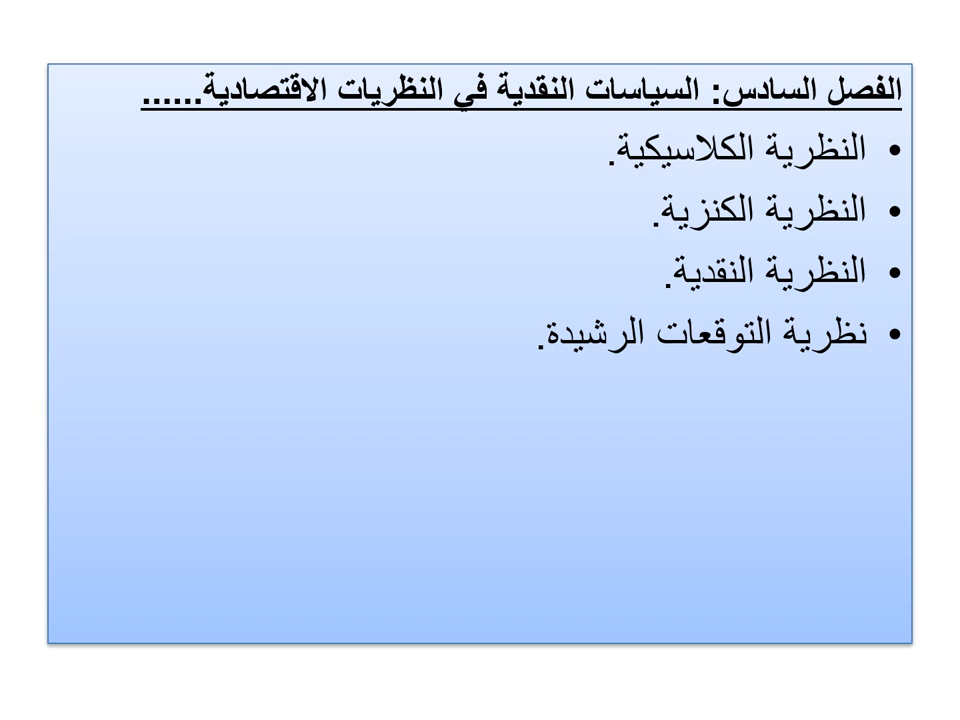 الفصل السادس: السياسات النقدية في النظريات الاقتصادية......
• النظرية الكلاسيكية.
• النظرية الكنزية.
• النظرية النقدية.
• نظرية التوقعات الرشيدة.